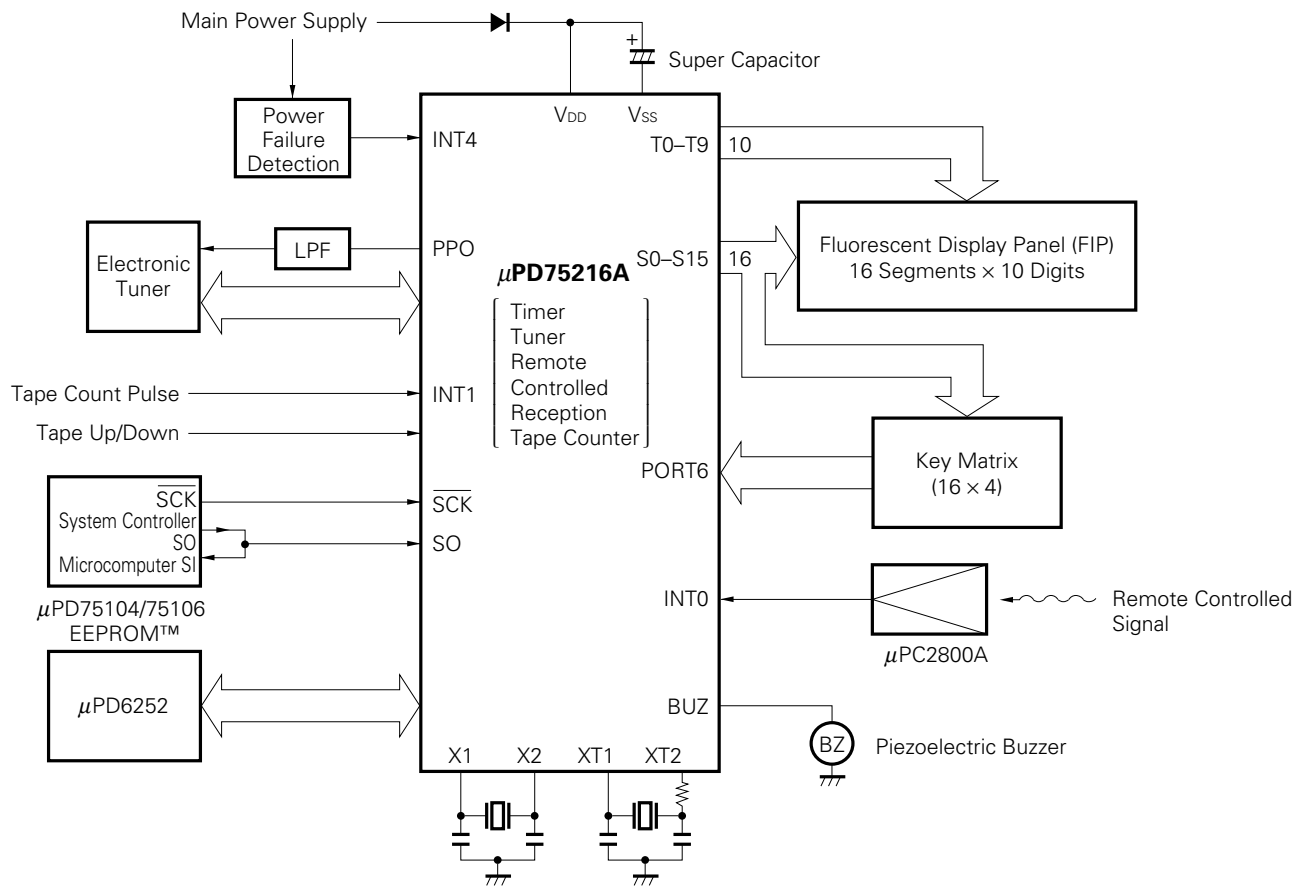 Main Power Supply
+
Super Capacitor
Power
Failure
Detection
INT4
VDD
VSS
T0–T9
10
Electronic
Tuner
LPF
PPO
μPD75216A
Timer
Tuner
Remote
Controlled
Reception
Tape Counter
S0–S15
16
Fluorescent Display Panel (FIP)
16 Segments × 10 Digits
Tape Count Pulse
INT1
Tape Up/Down
PORT6
Key Matrix
(16 × 4)
SCK
System Controller
SO
Microcomputer SI
SCK
SO
μPD75104/75106
EEPROM™
μPD6252
INT0
μPC2800A
Remote Controlled
Signal
BUZ
BZ
Piezoelectric Buzzer
X1
X2
XT1
XT2